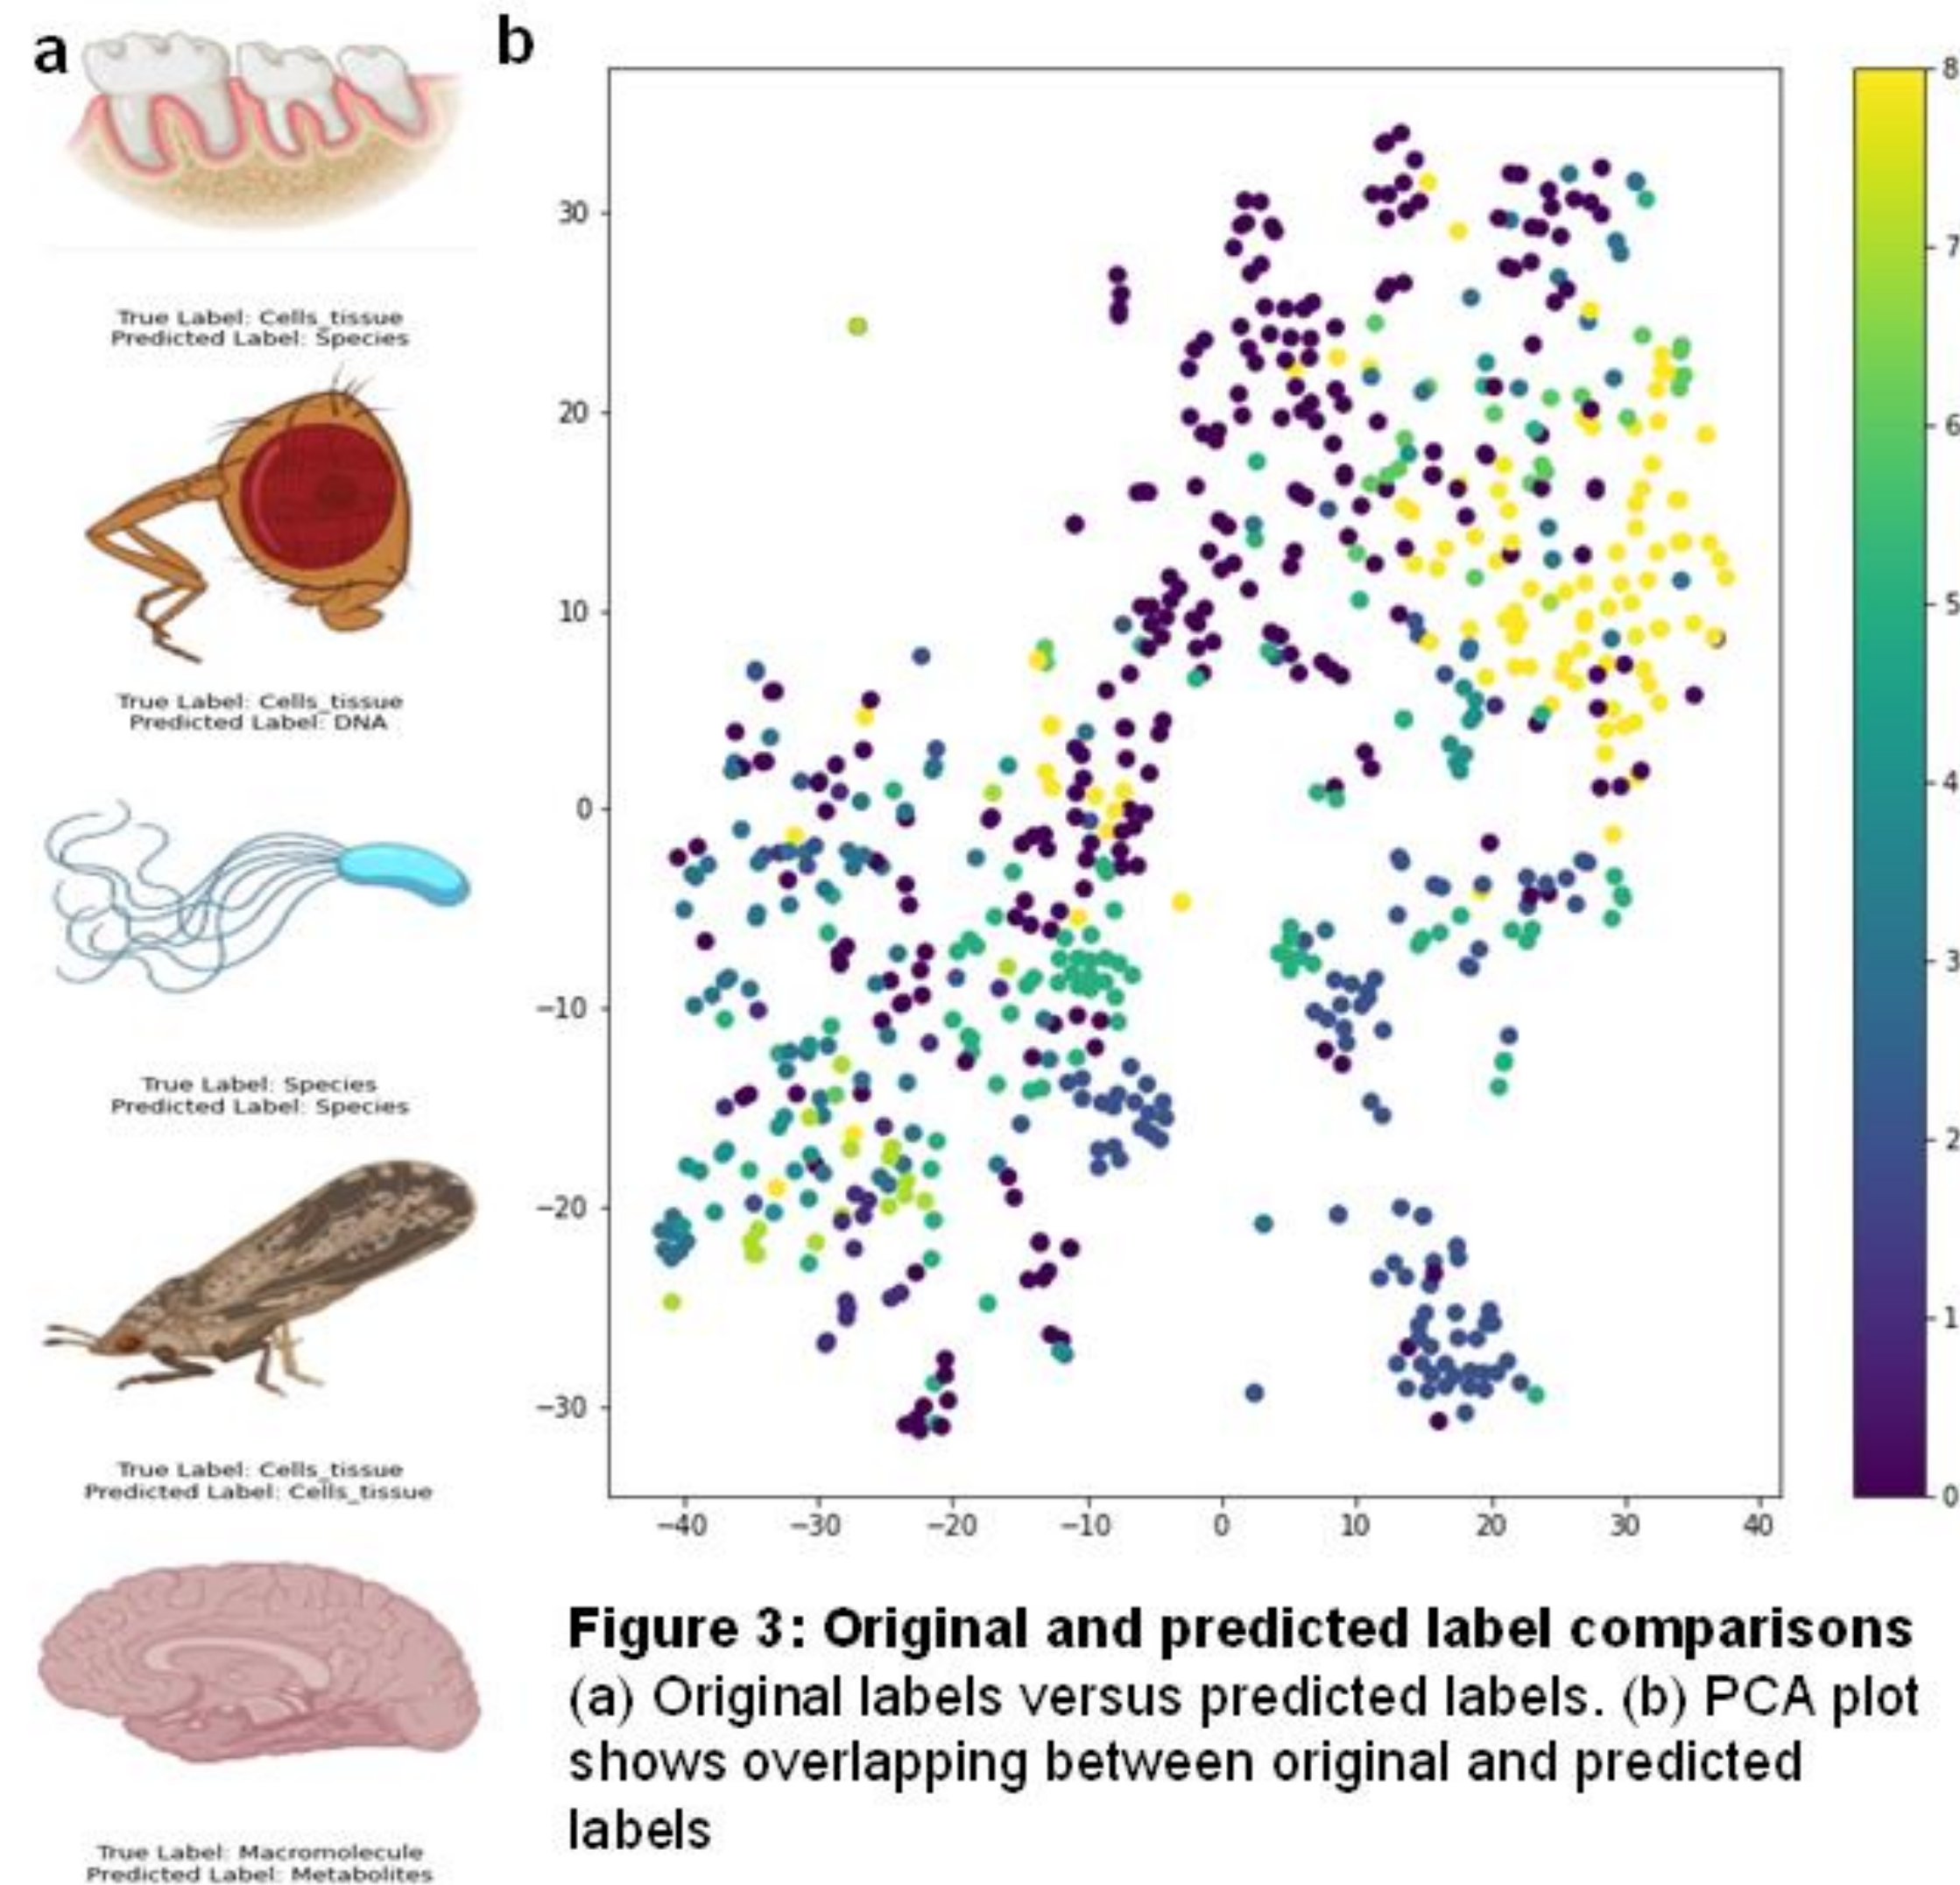 a
True Label: Cells_tissue
Predicted Label: Species
True Label: Cells_tissue
Predicted Label: DNA
True Label: Species
Predicted Label: Species
True Label: Cells_tissue
Predicted Label: Cells_tissue
True Label: Macromolecule
Predicted Label: Metabolites
b
30
20
10
0
−10
−20
−30
−40
−30
−20
−10
0
10
20
30
40
8
7
6
5
4
3
2
1
0
Figure 3: Original and predicted label comparisons
(a) Original labels versus predicted labels. (b) PCA plot
shows overlapping between original and predicted
labels